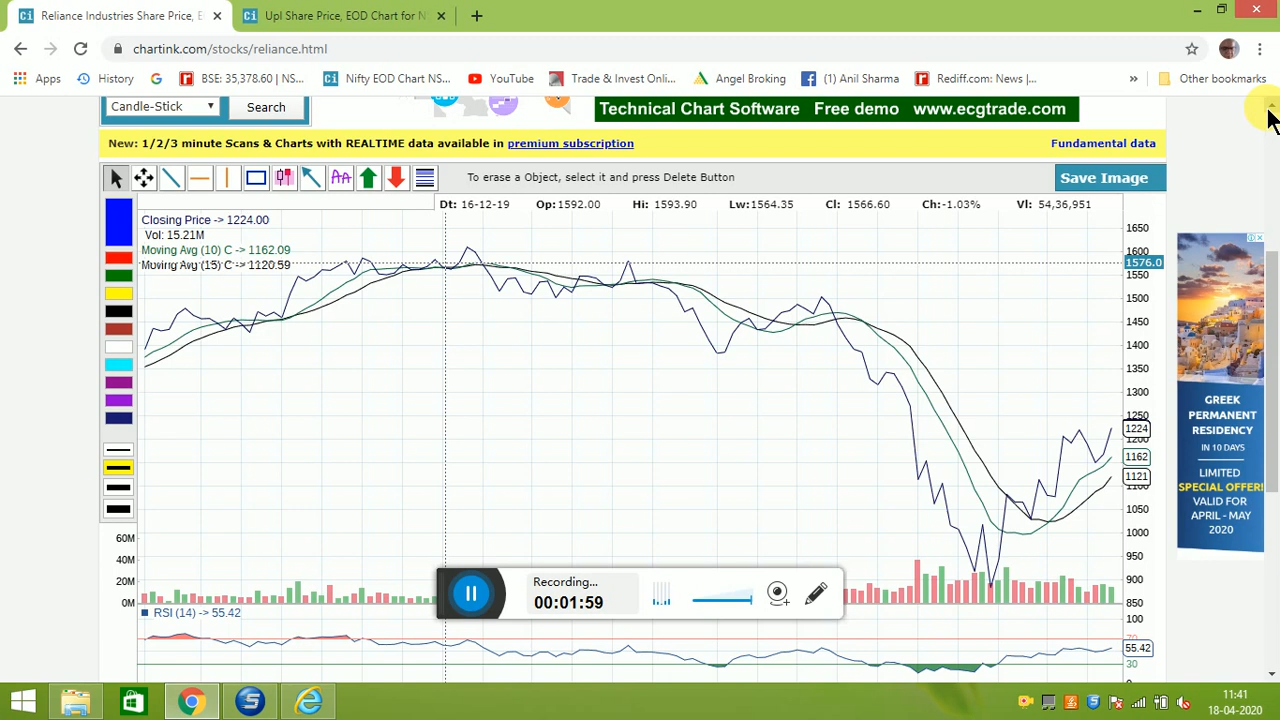 Reliance Industries Share Price, E
Upl Share Price, EOD Chart for N
chartink.com/stocks/reliance.html
Apps
History
BSE: 35,378.60 | NS...
Nifty EOD Chart NS...
YouTube
Trade & Invest Onl...
Angel Broking
(1) Anil Sharma
Rediff.com: News |...
Other bookmarks
Candle-Stick
Search
Technical Chart Software Free demo www.ecgtrade.com
New: 1/2/3 minute Scans & Charts with REALTIME data available in premium subscription
Fundamental data
To erase a Object, select it and press Delete Button
Save Image
Dt: 16-12-19 Op:1592.00 Hi: 1593.90 Lw:1564.35 Cl: 1566.60 Ch:-1.03% Vl: 54,36,951
Closing Price -> 1224.00
Vol: 15.21M
Moving Avg (10) C -> 1162.09
Moving Avg (15) C -> 1120.59
1650
1600
1576.0
1550
1500
1450
1400
1350
1300
1250
1224
1200
1162
1121
1100
1050
1000
950
900
850
60M
40M
20M
0M
RSI (14) -> 55.42
100
70
55.42
30
Recording...
00:01:59
GREEK
PERMANENT
RESIDENCY
IN 10 DAYS
LIMITED
SPECIAL OFFER!
VALID FOR
APRIL - MAY
2020
11:41
18-04-2020